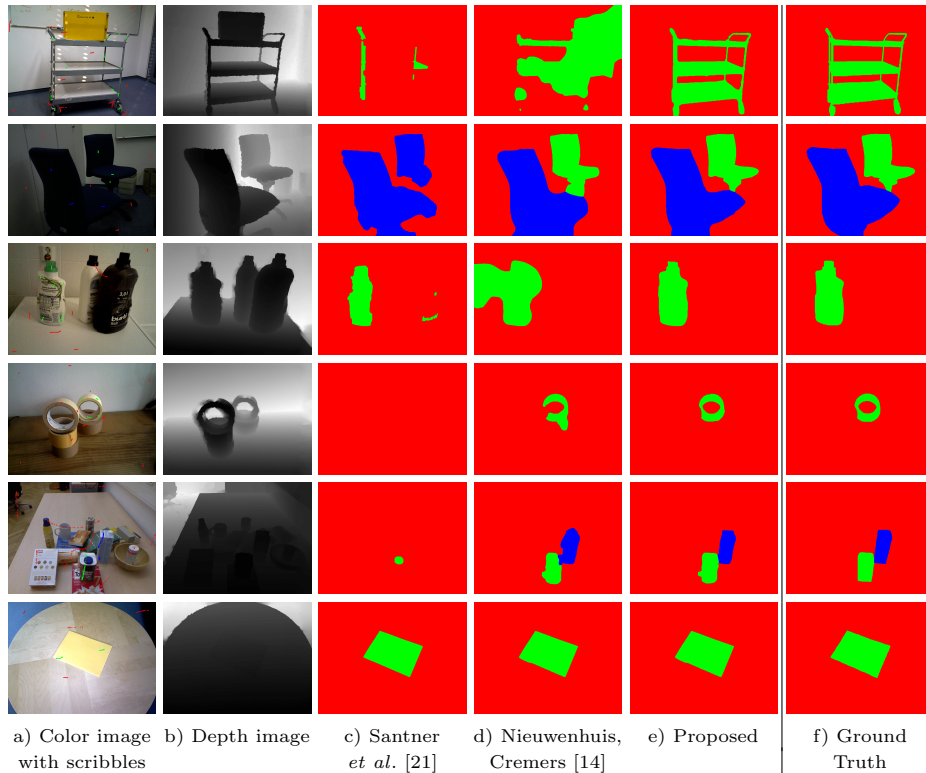 a) Color image with scribbles
b) Depth image
c) Santner et al. [21]
d) Nieuwenhuis, Cremers [14]
e) Proposed
f) Ground Truth